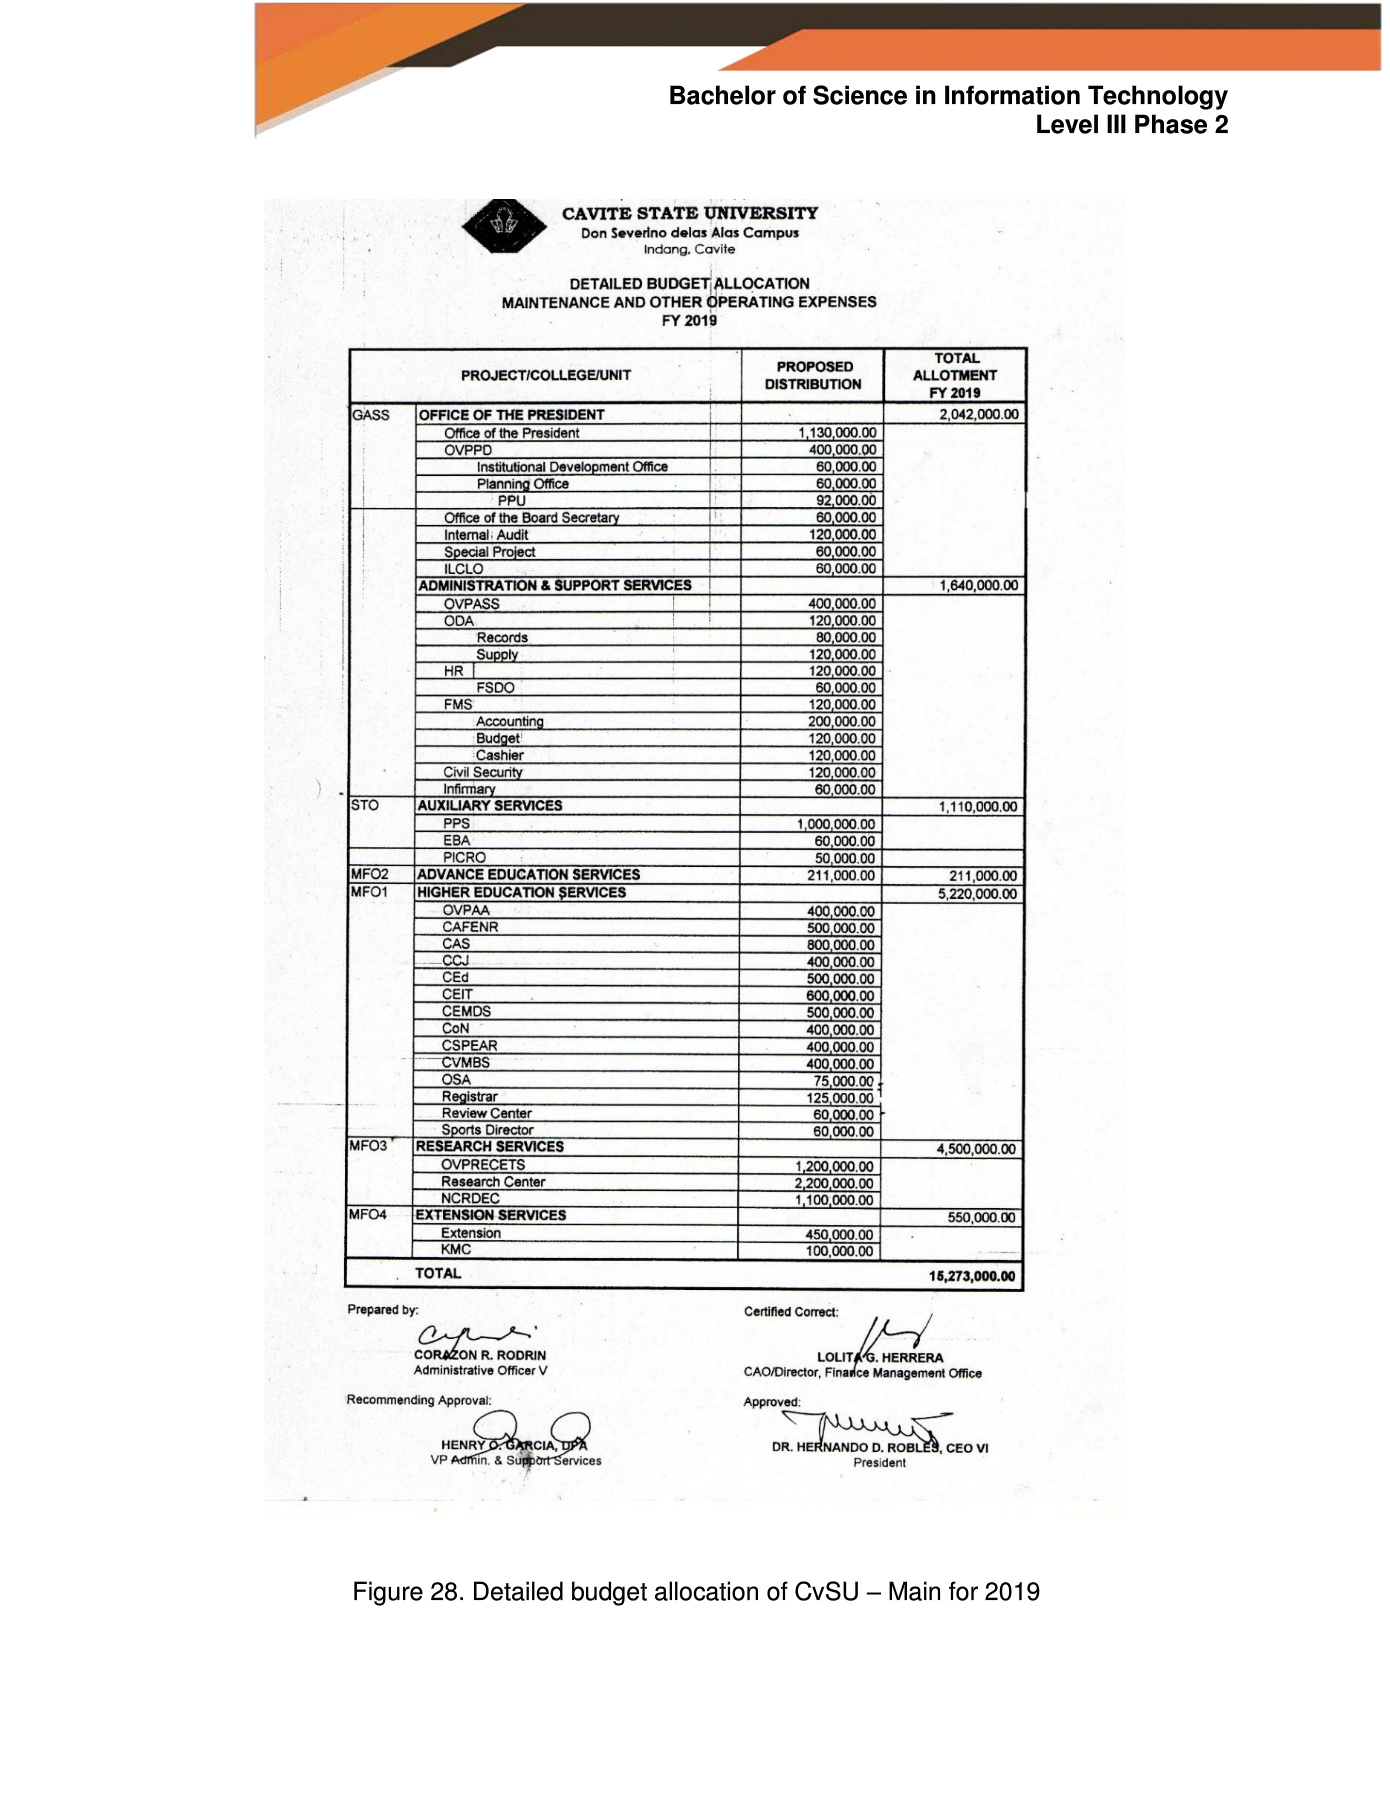 Bachelor of Science in Information Technology
Level III Phase 2
CAVITE STATE UNIVERSITY
Don Severino delas Alas Campus
Indang, Cavite
DETAILED BUDGET ALLOCATION
MAINTENANCE AND OTHER OPERATING EXPENSES
FY 2019
PROJECT/COLLEGE/UNIT PROPOSED DISTRIBUTION TOTAL ALLOTMENT FY 2019
GASS OFFICE OF THE PRESIDENT 2,042,000.00
Office of the President 1,130,000.00
OVPPD 400,000.00
Institutional Development Office 60,000.00
Planning Office 60,000.00
PPU 92,000.00
Office of the Board Secretary 60,000.00
Internal Audit 120,000.00
Special Project 60,000.00
ILCLO 60,000.00
ADMINISTRATION & SUPPORT SERVICES 1,640,000.00
OVPASS 400,000.00
ODA 120,000.00
Records 80,000.00
Supply 120,000.00
HR 120,000.00
FSDO 60,000.00
FMS 120,000.00
Accounting 200,000.00
Budget 120,000.00
Cashier 120,000.00
Civil Security 120,000.00
Infirmary 60,000.00
STO AUXILIARY SERVICES 1,110,000.00
PPS 1,000,000.00
EBA 60,000.00
PICRO 50,000.00
MFO2 ADVANCE EDUCATION SERVICES 211,000.00 211,000.00
MFO1 HIGHER EDUCATION SERVICES 5,220,000.00
OVPAA 400,000.00
CAFENR 500,000.00
CAS 800,000.00
CCJ 400,000.00
CEd 500,000.00
CEIT 600,000.00
CEMDS 500,000.00
CoN 400,000.00
CSPEAR 400,000.00
CVMBS 400,000.00
OSA 75,000.00
Registrar 125,000.00
Review Center 60,000.00
Sports Director 60,000.00
MFO3 RESEARCH SERVICES 4,500,000.00
OVPRECETS 1,200,000.00
Research Center 2,200,000.00
NCRDEC 1,100,000.00
MFO4 EXTENSION SERVICES 550,000.00
Extension 450,000.00
KMC 100,000.00
TOTAL 15,273,000.00
Prepared by: Certified Correct:
CORAZON R. RODRIN LOLITA G. HERRERA
Administrative Officer V CAO/Director, Finance Management Office
Recommending Approval: Approved:
HENRY O. GARCIA, DPA DR. HERNANDO D. ROBLES, CEO VI
VP Admin. & Support Services President
Figure 28. Detailed budget allocation of CvSU – Main for 2019